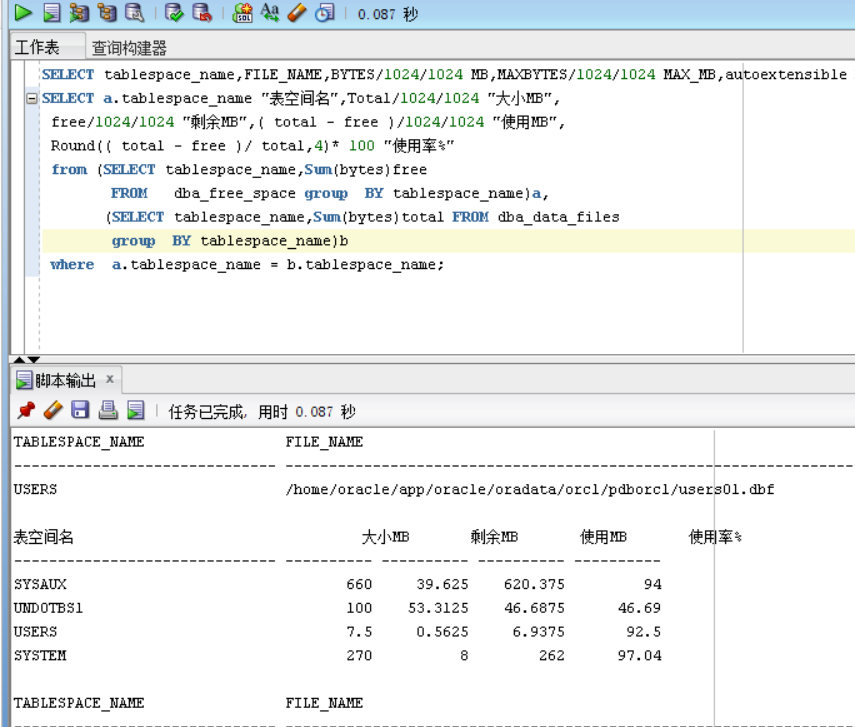 0.087 秒
工作表 查询构建器
SELECT tablespace_name,FILE_NAME,BYTES/1024/1024 MB,MAXBYTES/1024/1024 MAX_MB,autoextensible
SELECT a.tablespace_name "表空间名",Total/1024/1024 "大小MB",
free/1024/1024 "剩余MB",( total - free )/1024/1024 "使用MB",
Round(( total - free )/ total,4)* 100 "使用率%"
from (SELECT tablespace_name,Sum(bytes)free
FROM dba_free_space group BY tablespace_name)a,
(SELECT tablespace_name,Sum(bytes)total FROM dba_data_files
group BY tablespace_name)b
where a.tablespace_name = b.tablespace_name;
脚本输出 x
任务已完成, 用时 0.087 秒
TABLESPACE_NAME FILE_NAME
------------------------------ --------------------------------------------------------------
USERS /home/oracle/app/oracle/oradata/orcl/pdborcl/users01.dbf
表空间名 大小MB 剩余MB 使用MB 使用率%
------------------------------ ---------- ---------- ---------- ----------
SYSAUX 660 39.625 620.375 94
UNDOTBS1 100 53.3125 46.6875 46.69
USERS 7.5 0.5625 6.9375 92.5
SYSTEM 270 8 262 97.04
TABLESPACE_NAME FILE_NAME